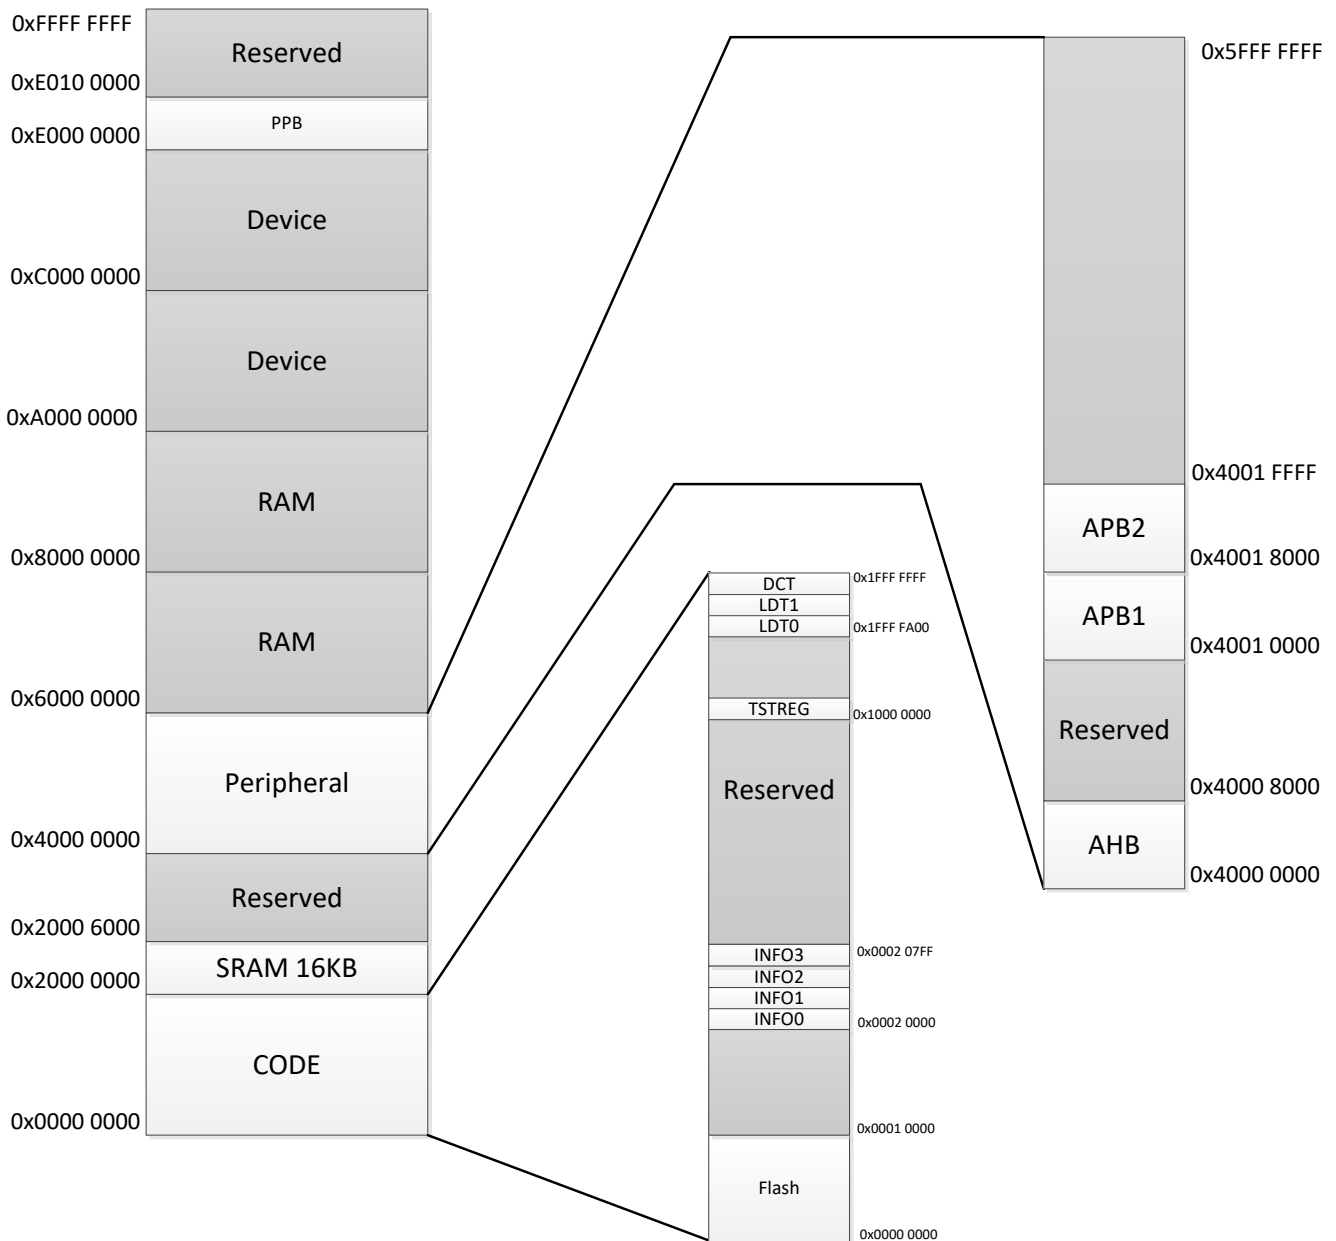 0xFFFF FFFF
Reserved
0xE010 0000
PPB
0xE000 0000
Device
0xC000 0000
Device
0xA000 0000
RAM
0x8000 0000
RAM
0x6000 0000
Peripheral
0x4000 0000
Reserved
0x2000 6000
SRAM 16KB
0x2000 0000
CODE
0x0000 0000
DCT
0x1FFF FFFF
LDT1
LDT0
0x1FFF FA00
TSTREG
0x1000 0000
Reserved
INFO3
0x0002 07FF
INFO2
INFO1
INFO0
0x0002 0000
0x0001 0000
Flash
0x0000 0000
0x5FFF FFFF
0x4001 FFFF
APB2
0x4001 8000
APB1
0x4001 0000
Reserved
0x4000 8000
AHB
0x4000 0000